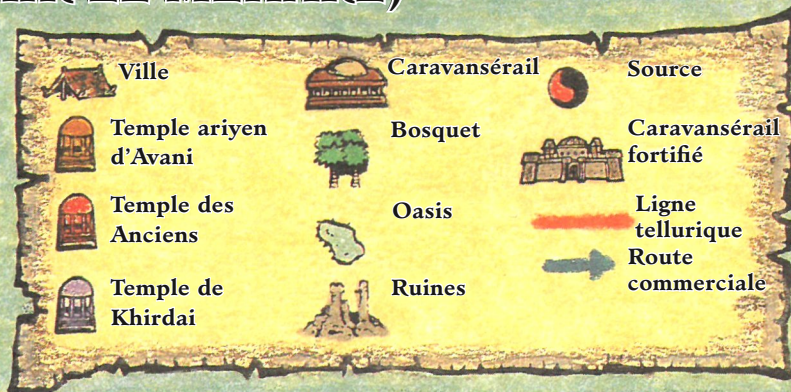 Ville
Temple ariyen
d'Avani
Temple des
Anciens
Temple de
Khirdai
Caravansérail
Bosquet
Oasis
Ruines
Source
Caravansérail
fortifié
Ligne
tellurique
Route
commerciale